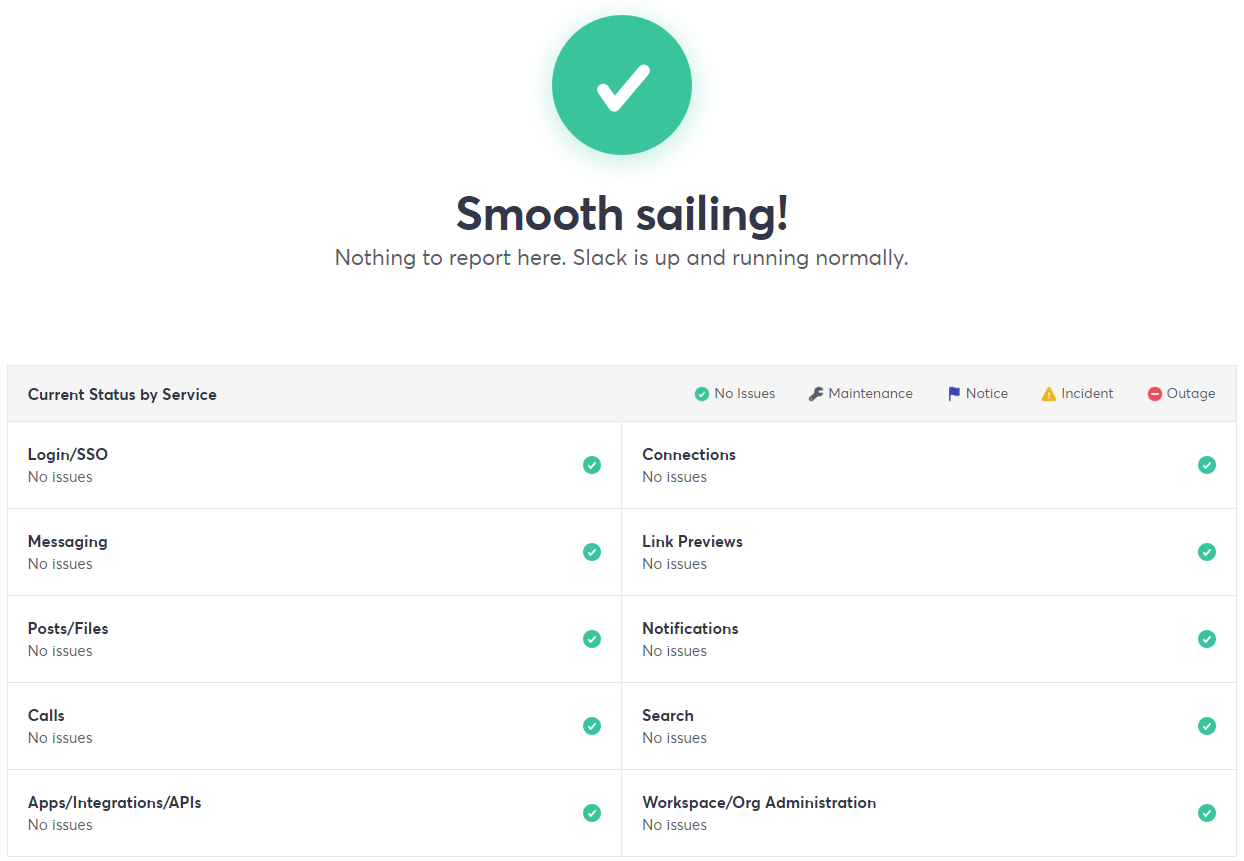 Smooth sailing!
Nothing to report here. Slack is up and running normally.
Current Status by Service
No Issues
Maintenance
Notice
Incident
Outage
Login/SSO
No issues
Connections
No issues
Messaging
No issues
Link Previews
No issues
Posts/Files
No issues
Notifications
No issues
Calls
No issues
Search
No issues
Apps/Integrations/APIs
No issues
Workspace/Org Administration
No issues